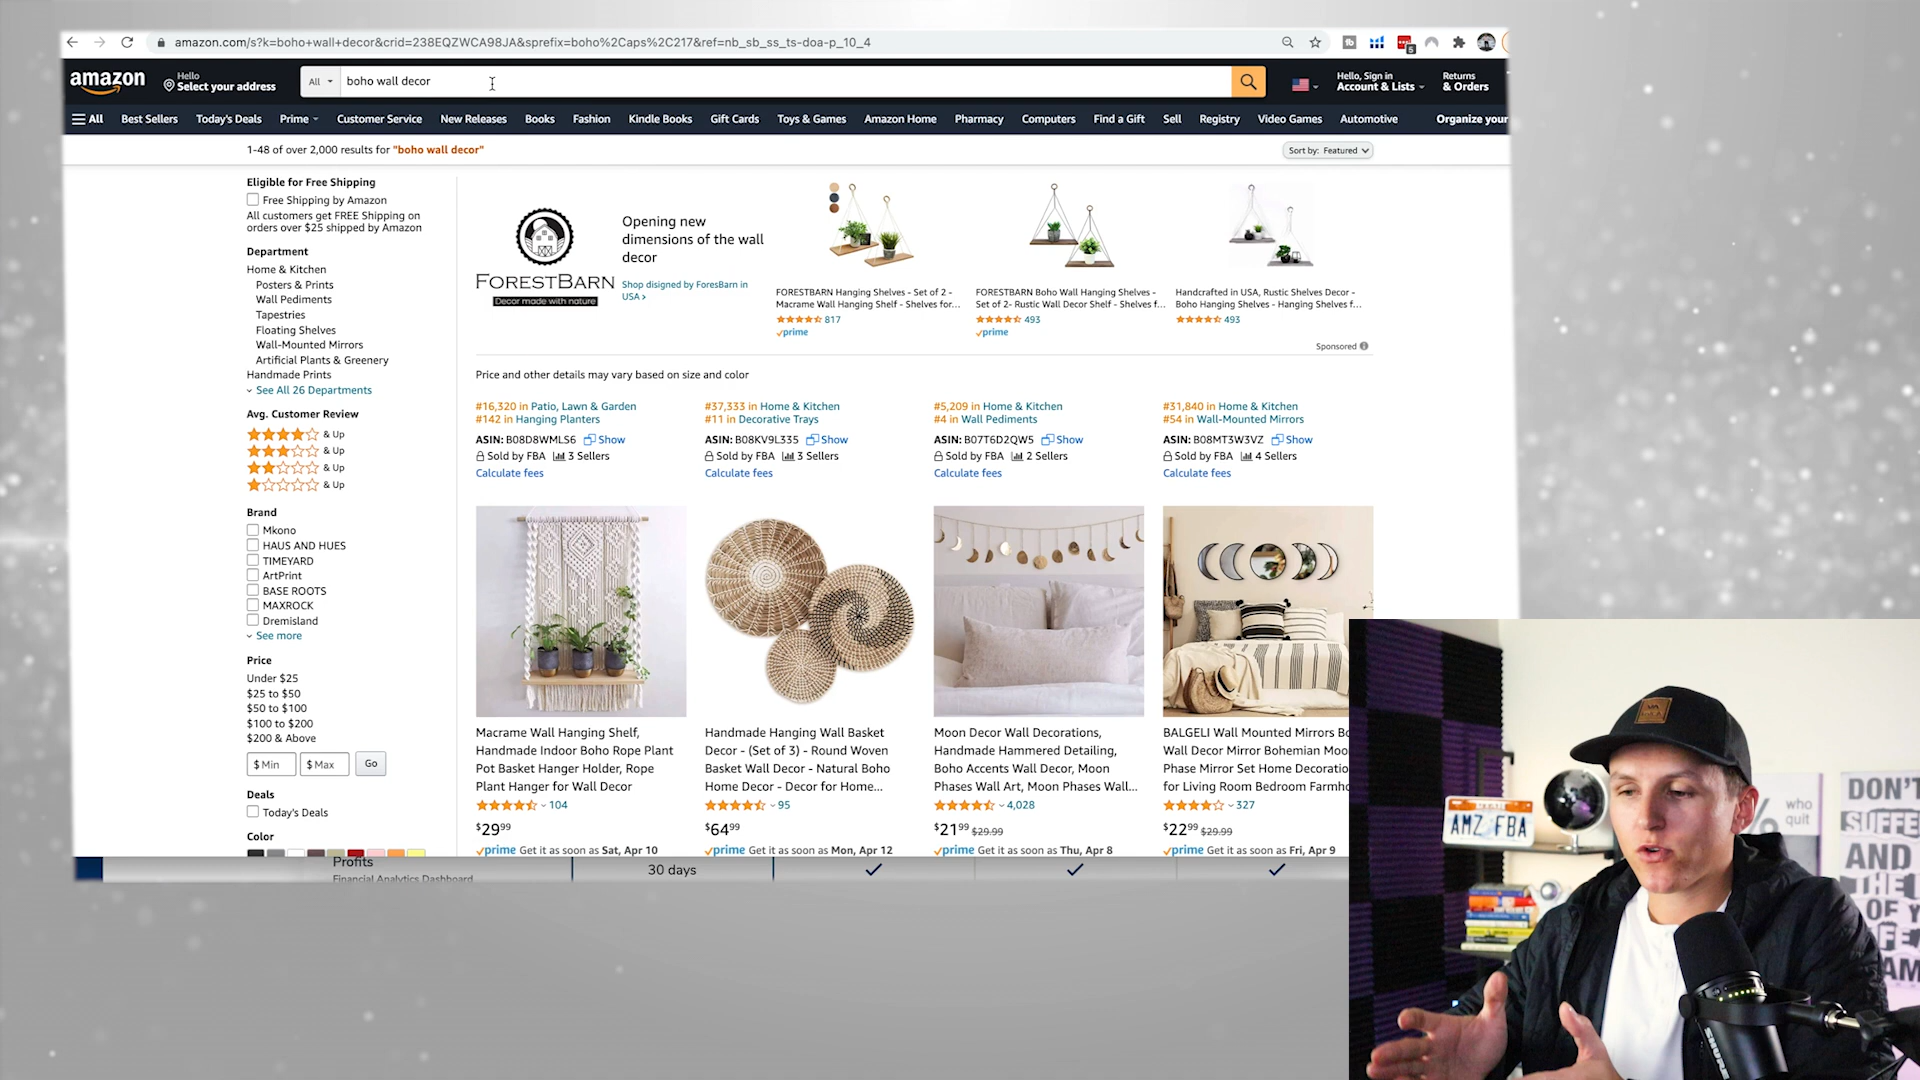 amazon.com/s?k=boho+wall+decor&crid=238EQZWCA98JA&sprefix=boho%2Caps%2C217&ref=nb_sb_ss_ts-doa-p_10_4
5
amazon
Hello
Select your address
All
boho wall decor
Hello, Sign in
Account & Lists
Returns
& Orders
All
Best Sellers
Today's Deals
Prime
Customer Service
New Releases
Books
Fashion
Kindle Books
Gift Cards
Toys & Games
Amazon Home
Pharmacy
Computers
Find a Gift
Sell
Registry
Video Games
Automotive
Organize your
1-48 of over 2,000 results for "boho wall decor"
Sort by: Featured
Eligible for Free Shipping
Free Shipping by Amazon
All customers get FREE Shipping on
orders over $25 shipped by Amazon
Department
Home & Kitchen
Posters & Prints
Wall Pediments
Tapestries
Floating Shelves
Wall-Mounted Mirrors
Artificial Plants & Greenery
Handmade Prints
See All 26 Departments
Avg. Customer Review
& Up
& Up
& Up
& Up
Brand
Mkono
HAUS AND HUES
TIMEYARD
ArtPrint
BASE ROOTS
MAXROCK
Dremisland
See more
Price
Under $25
$25 to $50
$50 to $100
$100 to $200
$200 & Above
$ Min
$ Max
Go
Deals
Today's Deals
Color
FORESTBARN
Decor made with nature
Opening new
dimensions of the wall
decor
Shop disigned by ForesBarn in
USA ›
FORESTBARN Hanging Shelves - Set of 2 -
Macrame Wall Hanging Shelf - Shelves for...
817
prime
FORESTBARN Boho Wall Hanging Shelves -
Set of 2- Rustic Wall Decor Shelf - Shelves f...
493
prime
Handcrafted in USA, Rustic Shelves Decor -
Boho Hanging Shelves - Hanging Shelves f...
493
Sponsored
Price and other details may vary based on size and color
#16,320 in Patio, Lawn & Garden
#142 in Hanging Planters
ASIN: B08D8WMLS6 Show
Sold by FBA 3 Sellers
Calculate fees
Macrame Wall Hanging Shelf,
Handmade Indoor Boho Rope Plant
Pot Basket Hanger Holder, Rope
Plant Hanger for Wall Decor
104
$29.99
prime Get it as soon as Sat, Apr 10
#37,333 in Home & Kitchen
#11 in Decorative Trays
ASIN: B08KV9L335 Show
Sold by FBA 3 Sellers
Calculate fees
Handmade Hanging Wall Basket
Decor - (Set of 3) - Round Woven
Basket Wall Decor - Natural Boho
Home Decor - Decor for Home...
95
$64.99
prime Get it as soon as Mon, Apr 12
#5,209 in Home & Kitchen
#4 in Wall Pediments
ASIN: B07T6D2QW5 Show
Sold by FBA 2 Sellers
Calculate fees
Moon Decor Wall Decorations,
Handmade Hammered Detailing,
Boho Accents Wall Decor, Moon
Phases Wall Art, Moon Phases Wall...
4,028
$21.99 $29.99
prime Get it as soon as Thu, Apr 8
#31,840 in Home & Kitchen
#54 in Wall-Mounted Mirrors
ASIN: B08MT3W3VZ Show
Sold by FBA 4 Sellers
Calculate fees
BALGELI Wall Mounted Mirrors Bo
Wall Decor Mirror Bohemian Moo
Phase Mirror Set Home Decoratio
for Living Room Bedroom Farmho
327
$22.99 $29.99
prime Get it as soon as Fri, Apr 9
Profits
Financial Analytics Dashboard
30 days
AMZ FBA
who
quit
DON'T
SUFFE
AND
THE
OF Y
FE
AM
SHURE